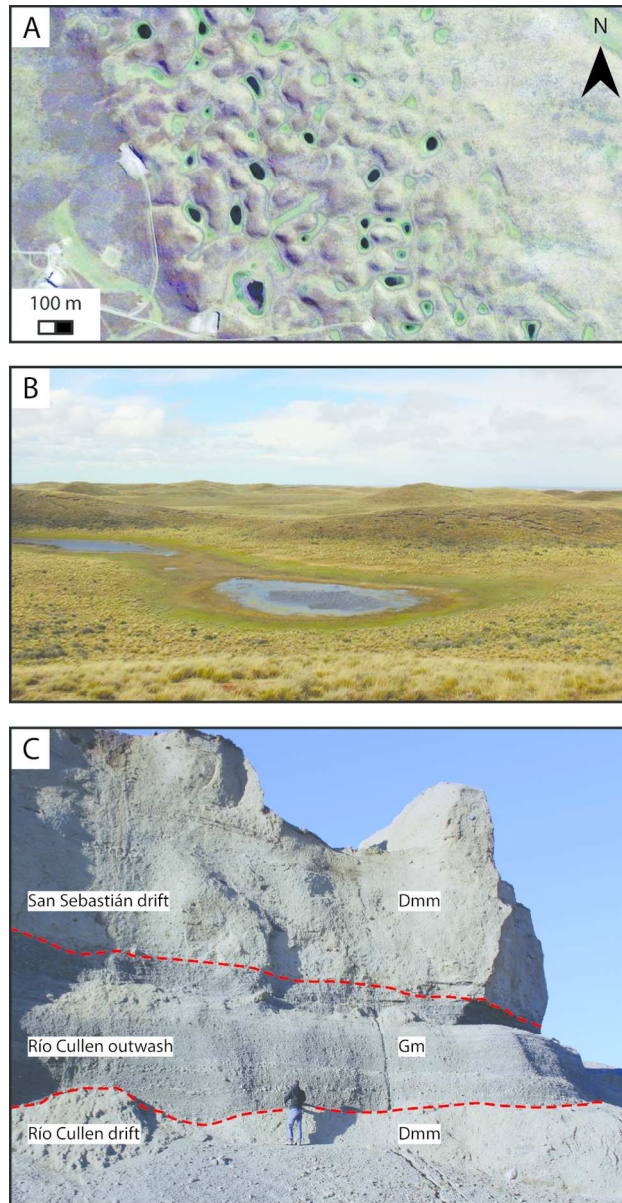 A
N
100 m
B
C
San Sebastián drift
Dmm
Río Cullen outwash
Gm
Río Cullen drift
Dmm